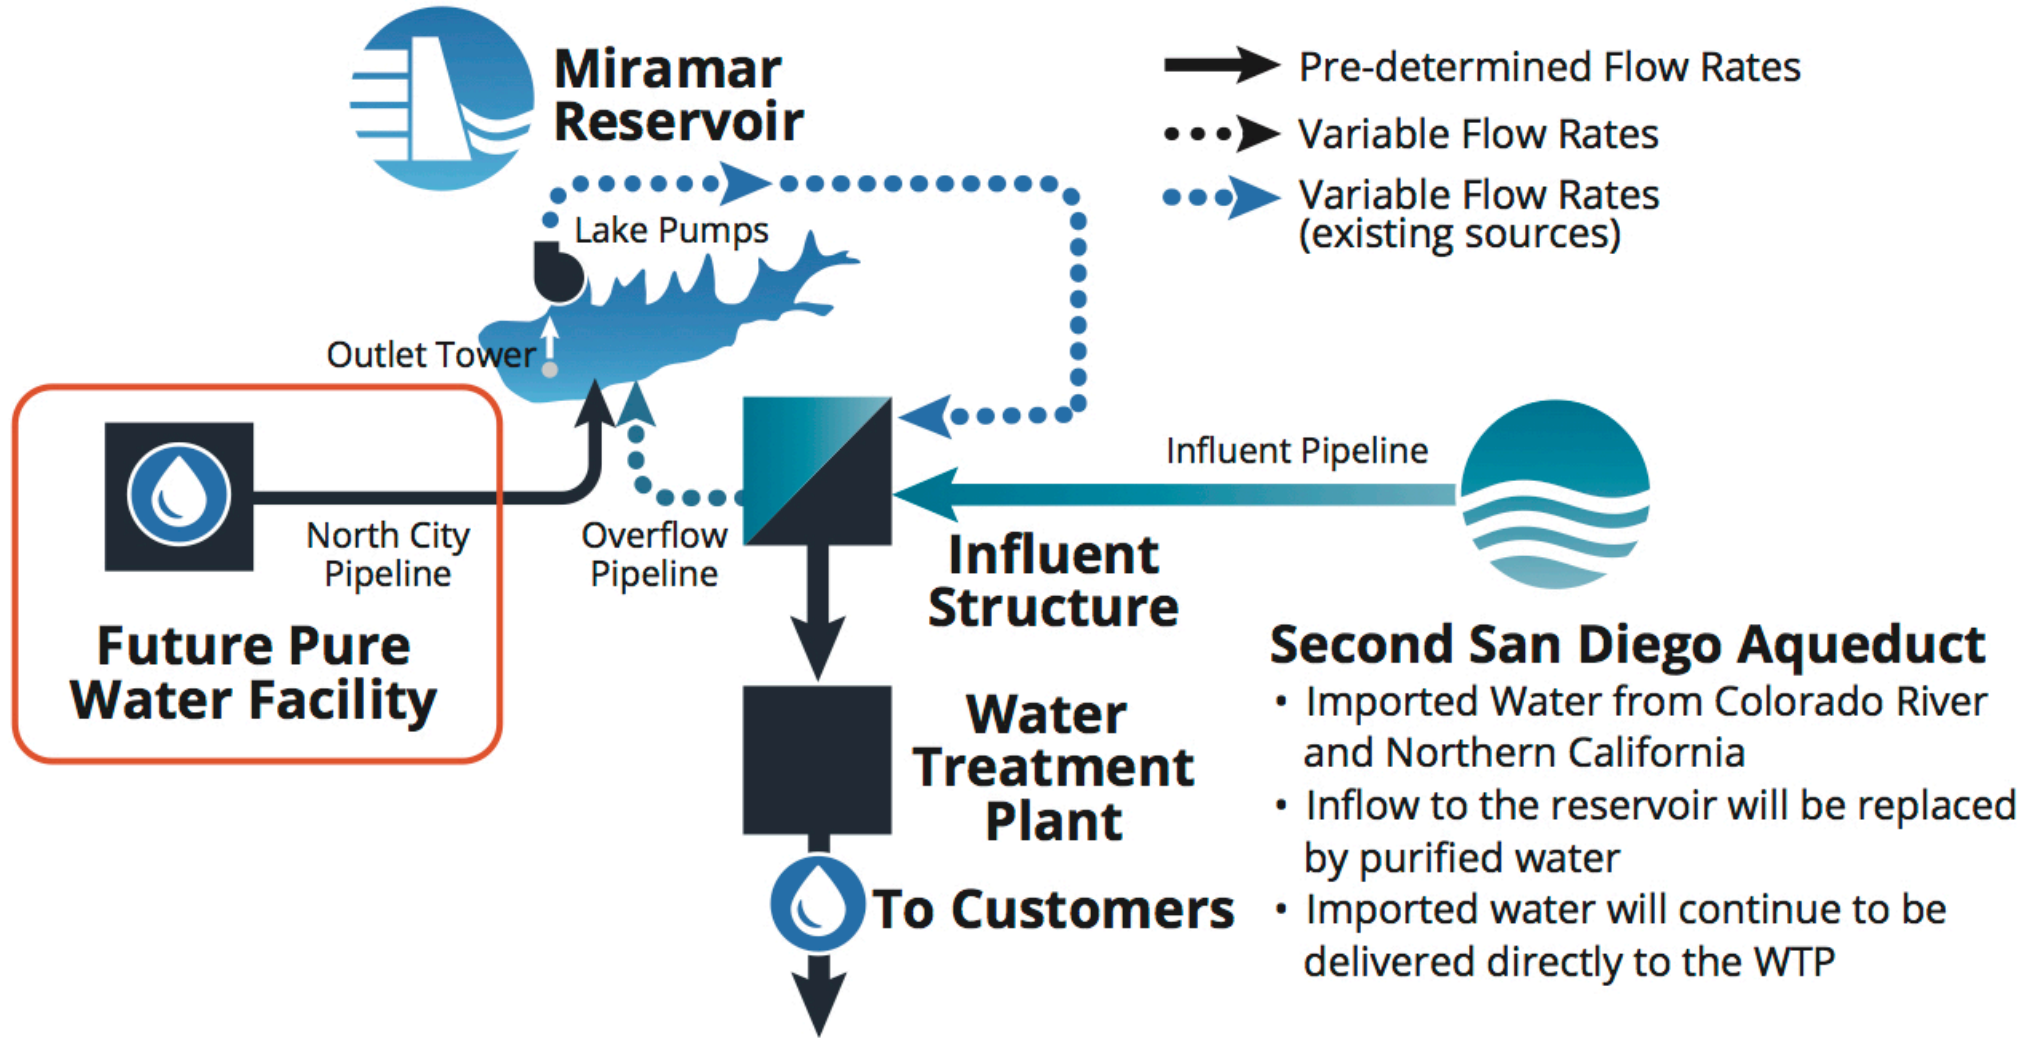 Miramar
Reservoir
Pre-determined Flow Rates
Variable Flow Rates
Variable Flow Rates
(existing sources)
Lake Pumps
Outlet Tower
Influent Pipeline
North City
Pipeline
Overflow
Pipeline
Influent
Structure
Future Pure
Water Facility
Second San Diego Aqueduct
• Imported Water from Colorado River
and Northern California
• Inflow to the reservoir will be replaced
by purified water
• Imported water will continue to be
delivered directly to the WTP
Water
Treatment
Plant
To Customers